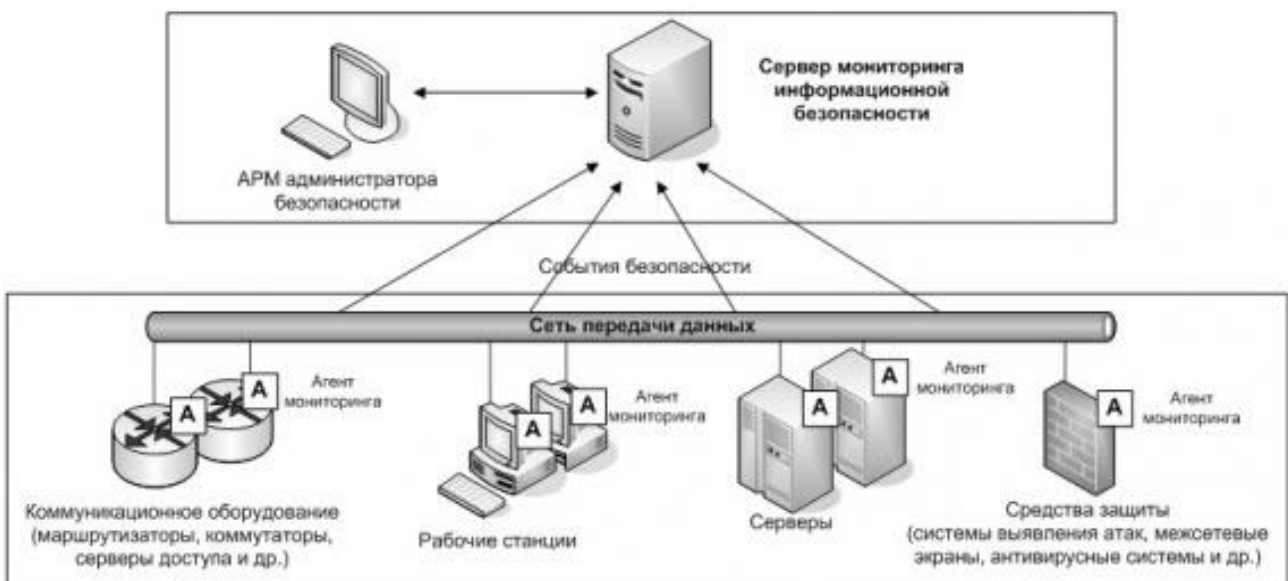 Сервер мониторинга
информационной
безопасности
АРМ администратора
безопасности
События безопасности
Сеть передачи данных
А
А
Агент
мониторинга
А
А
Агент
мониторинга
А
А
Агент
мониторинга
А
Агент
мониторинга
Коммуникационное оборудование
(маршрутизаторы, коммутаторы,
серверы доступа и др.)
Рабочие станции
Серверы
Средства защиты
(системы выявления атак, межсетевые
экраны, антивирусные системы и др.)